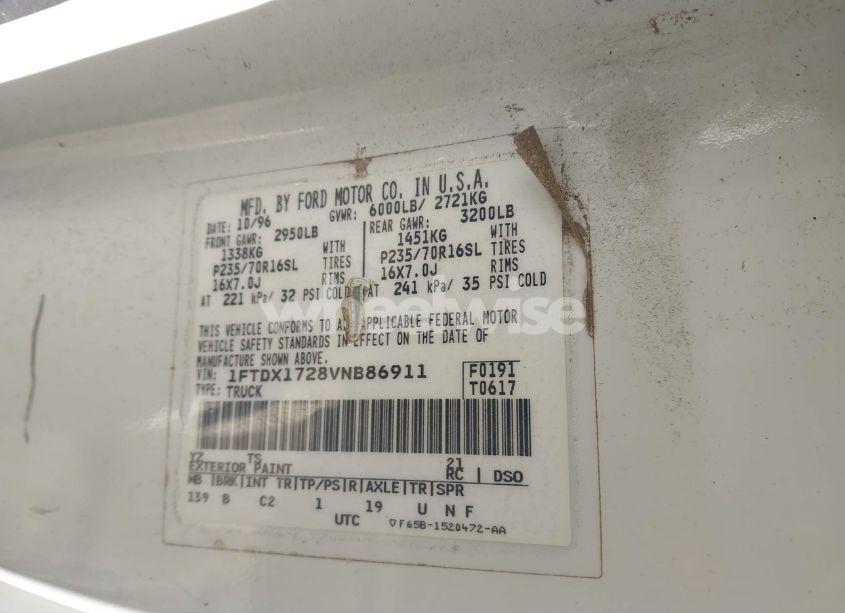 MFD. BY FORD MOTOR CO. IN U.S.A.
DATE: 10/96 GVWR: 6000LB/ 2721KG
FRONT GAWR: 2950LB REAR GAWR: 3200LB
1338KG WITH 1451KG WITH
P235/70R16SL TIRES P235/70R16SL TIRES
16X7.0J RIMS 16X7.0J RIMS
AT 221 kPa/ 32 PSI COLD AT 241 kPa/ 35 PSI COLD
wheelwise
THIS VEHICLE CONFORMS TO ALL APPLICABLE FEDERAL MOTOR
VEHICLE SAFETY STANDARDS IN EFFECT ON THE DATE OF
MANUFACTURE SHOWN ABOVE.
VIN: 1FTDX1728VNB86911 F0191
TYPE: TRUCK T0617
YZ TS 21
EXTERIOR PAINT RC | DSO
WB |BRK|INT TR|TP/PS|R|AXLE|TR|SPR
139 B C2 1 19 U N F
UTC ▽F65B-1520472-AA